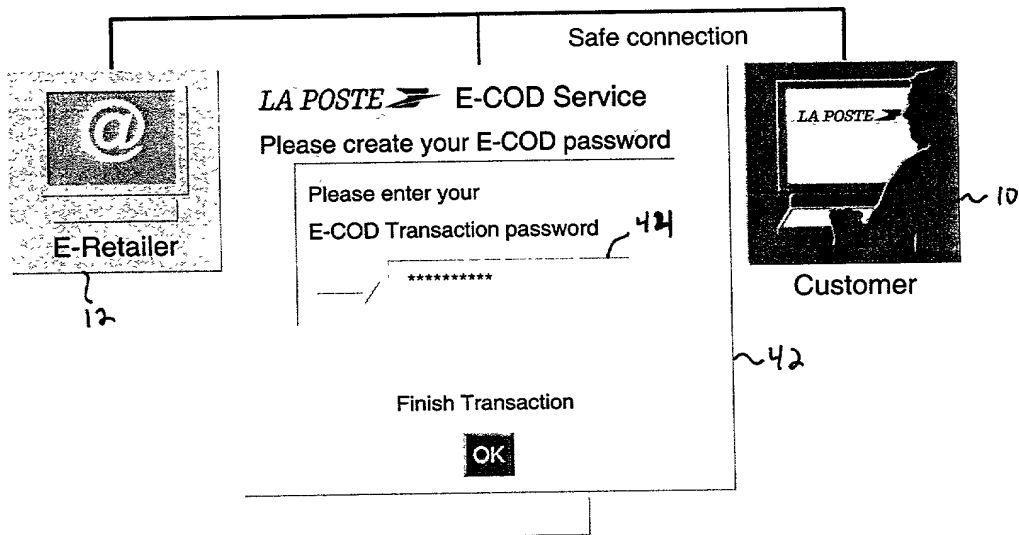 Safe connection
@
LA POSTE E-COD Service
Please create your E-COD password
LA POSTE
Please enter your
E-COD Transaction password
424
**********
E-Retailer
12
10
Customer
42
Finish Transaction
OK